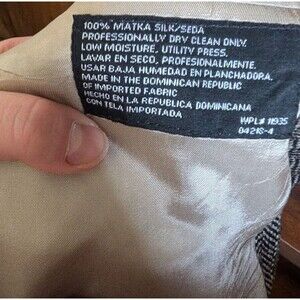 100% MATKA SILK/SEDA
PROFESSIONALLY DRY CLEAN ONLY.
LOW MOISTURE, UTILITY PRESS.
LAVAR EN SECO, PROFESIONALMENTE.
USAR BAJA HUMEDAD EN PLANCHADORA.
MADE IN THE DOMINICAN REPUBLIC
OF IMPORTED FABRIC
HECHO EN LA REPUBLICA DOMINICANA
CON TELA IMPORTADA
WPL# 11935
04218-4